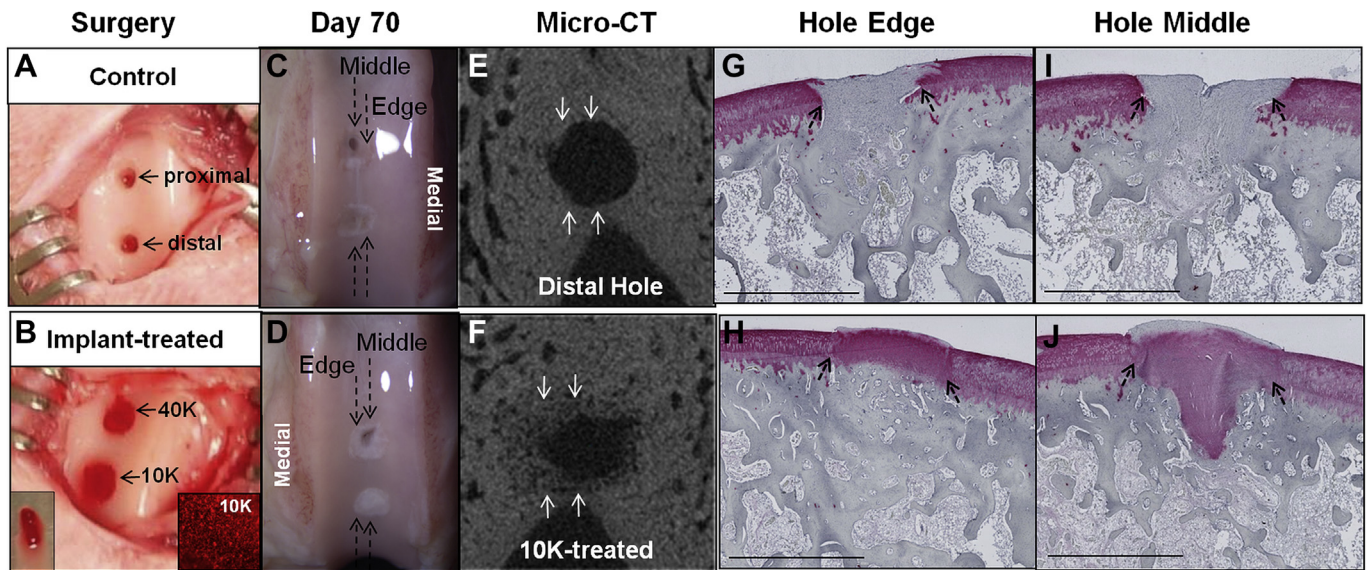 Surgery
Day 70
Micro-CT
Hole Edge
Hole Middle
A
Control
proximal
distal
C
Middle
Edge
Medial
E
Distal Hole
G
I
B
Implant-treated
40K
10K
10K
D
Middle
Edge
Medial
F
10K-treated
H
J